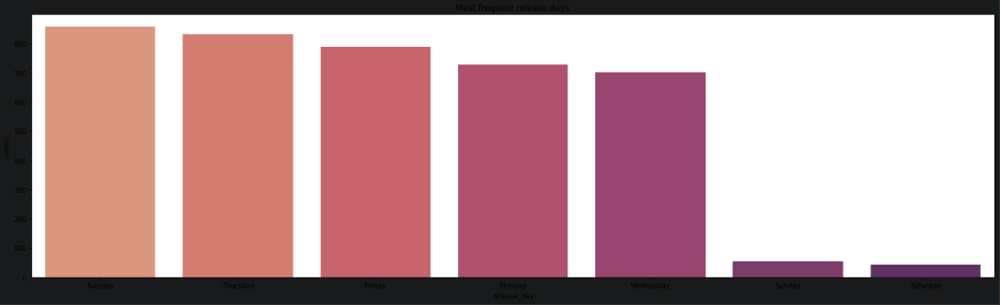 Most frequent release days
800
700
600
500
400
300
200
100
0
views
Tuesday
Thursday
Friday
Monday
Wednesday
Sunday
Saturday
release_day